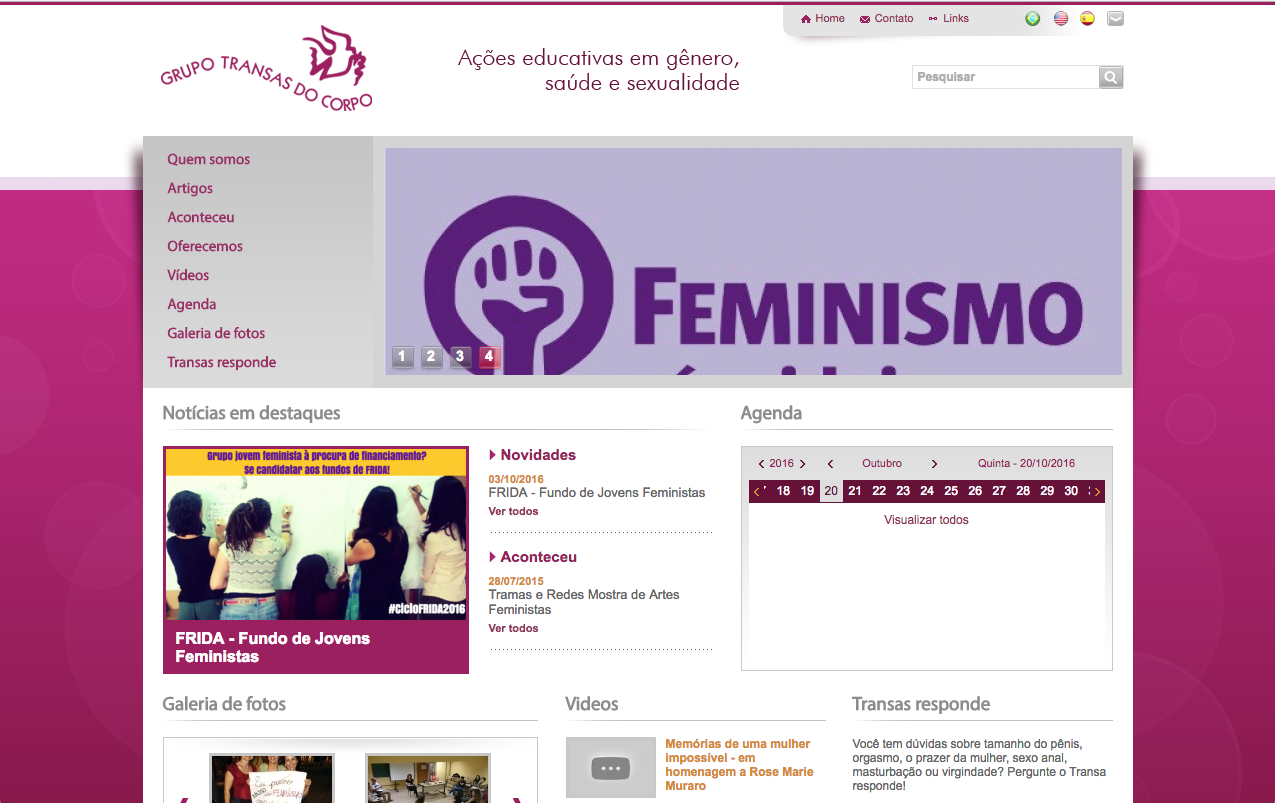 Home Contato Links
GRUPO TRANSAS DO CORPO
Ações educativas em gênero,
saúde e sexualidade
Pesquisar
Quem somos
Artigos
Aconteceu
Oferecemos
Vídeos
Agenda
Galeria de fotos
Transas responde
FEMINISMO
1 2 3 4
Notícias em destaques
Grupo jovem feminista à procura de financiamento?
Se candidatar aos fundos de FRIDA!
#CicloFRIDA2016
FRIDA - Fundo de Jovens
Feministas
Novidades
03/10/2016
FRIDA - Fundo de Jovens Feministas
Ver todos
Aconteceu
28/07/2015
Tramas e Redes Mostra de Artes
Feministas
Ver todos
Agenda
2016 Outubro Quinta - 20/10/2016
18 19 20 21 22 23 24 25 26 27 28 29 30
Visualizar todos
Galeria de fotos
Videos
Memórias de uma mulher
impossível - em
homenagem a Rose Marie
Muraro
Transas responde
Você tem dúvidas sobre tamanho do pênis,
orgasmo, o prazer da mulher, sexo anal,
masturbação ou virgindade? Pergunte o Transa
responde!